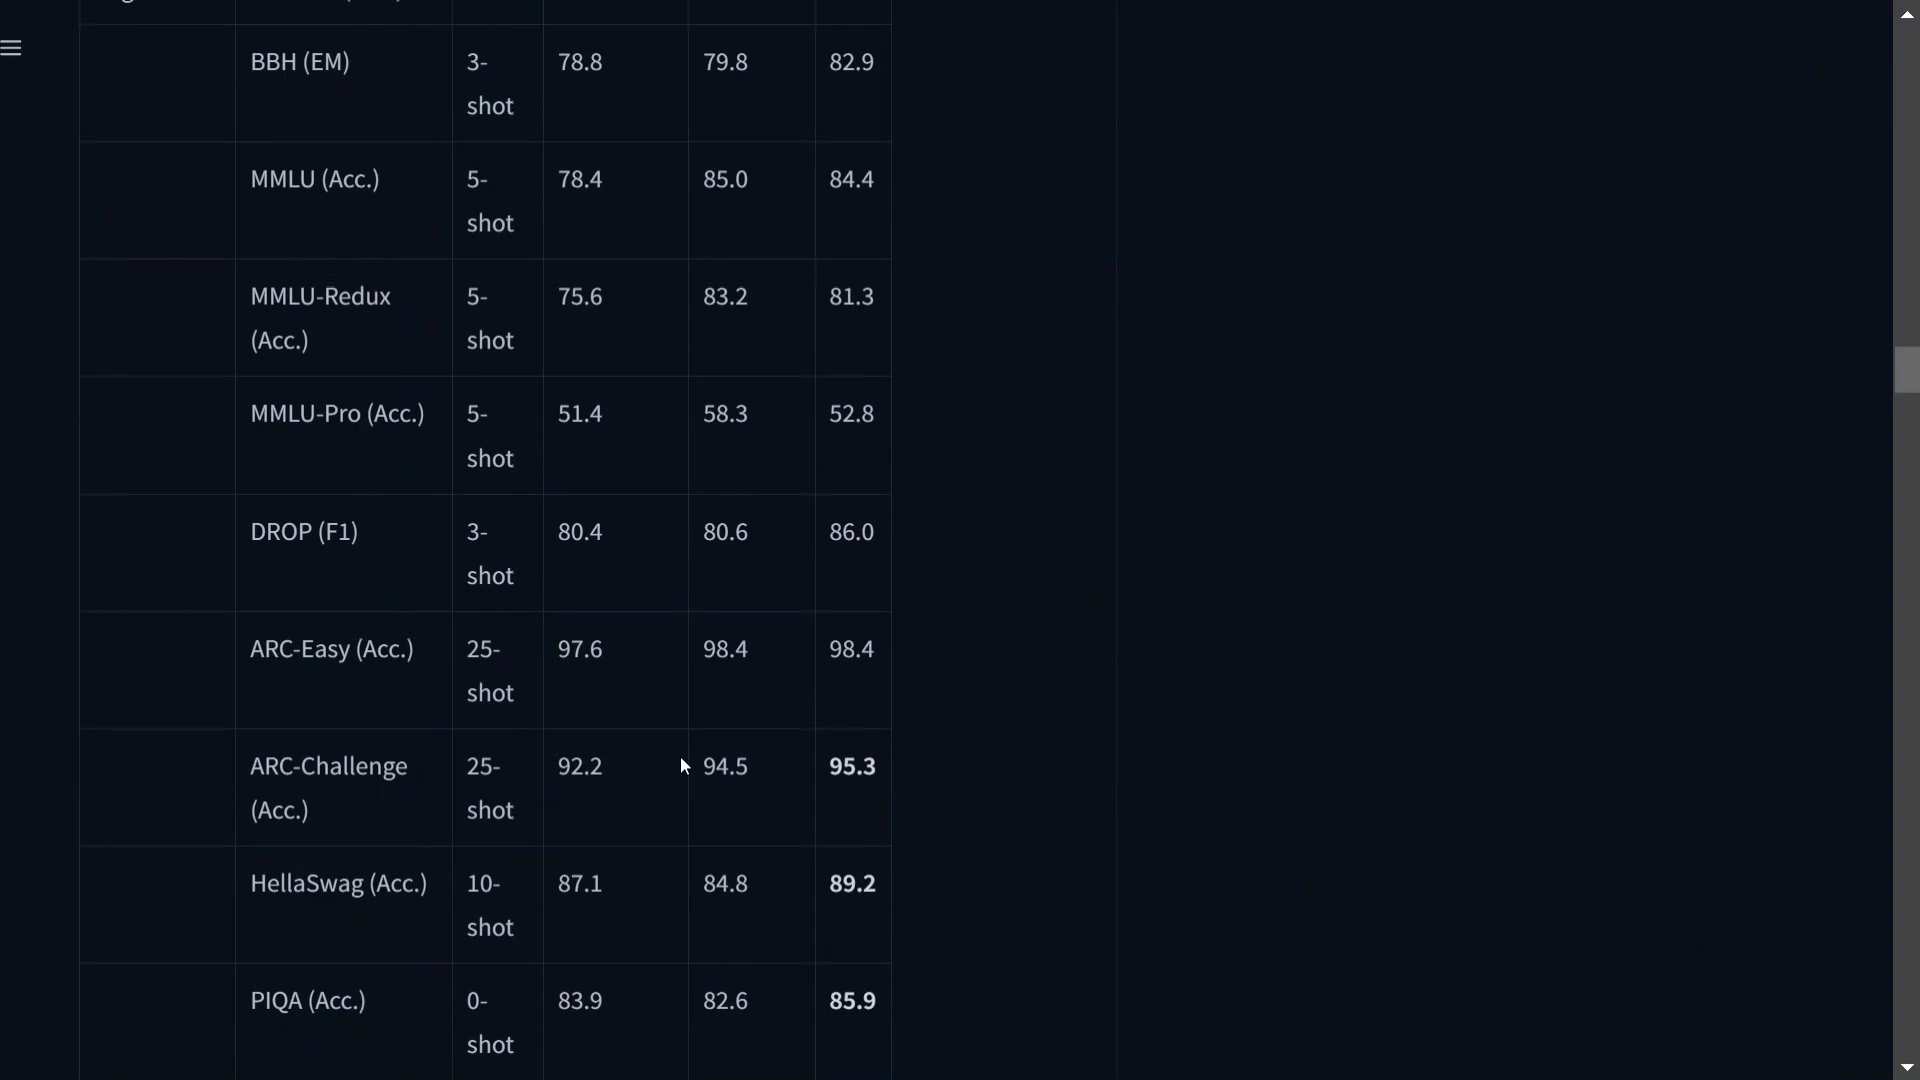 BBH (EM) 3- 78.8 79.8 82.9
shot
MMLU (Acc.) 5- 78.4 85.0 84.4
shot
MMLU-Redux 5- 75.6 83.2 81.3
(Acc.) shot
MMLU-Pro (Acc.) 5- 51.4 58.3 52.8
shot
DROP (F1) 3- 80.4 80.6 86.0
shot
ARC-Easy (Acc.) 25- 97.6 98.4 98.4
shot
ARC-Challenge 25- 92.2 94.5 95.3
(Acc.) shot
HellaSwag (Acc.) 10- 87.1 84.8 89.2
shot
PIQA (Acc.) 0- 83.9 82.6 85.9
shot